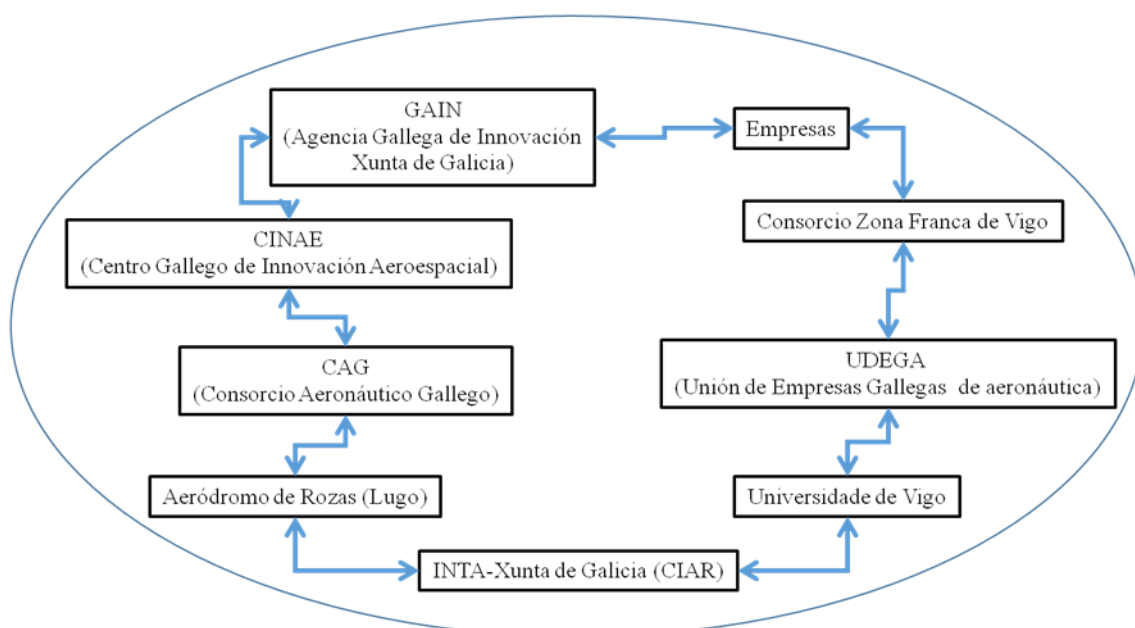 GAIN
(Agencia Gallega de Innovación
Xunta de Galicia)
Empresas
CINAE
(Centro Gallego de Innovación Aeroespacial)
Consorcio Zona Franca de Vigo
CAG
(Consorcio Aeronáutico Gallego)
UDEGA
(Unión de Empresas Gallegas de aeronáutica)
Aeródromo de Rozas (Lugo)
Universidade de Vigo
INTA-Xunta de Galicia (CIAR)